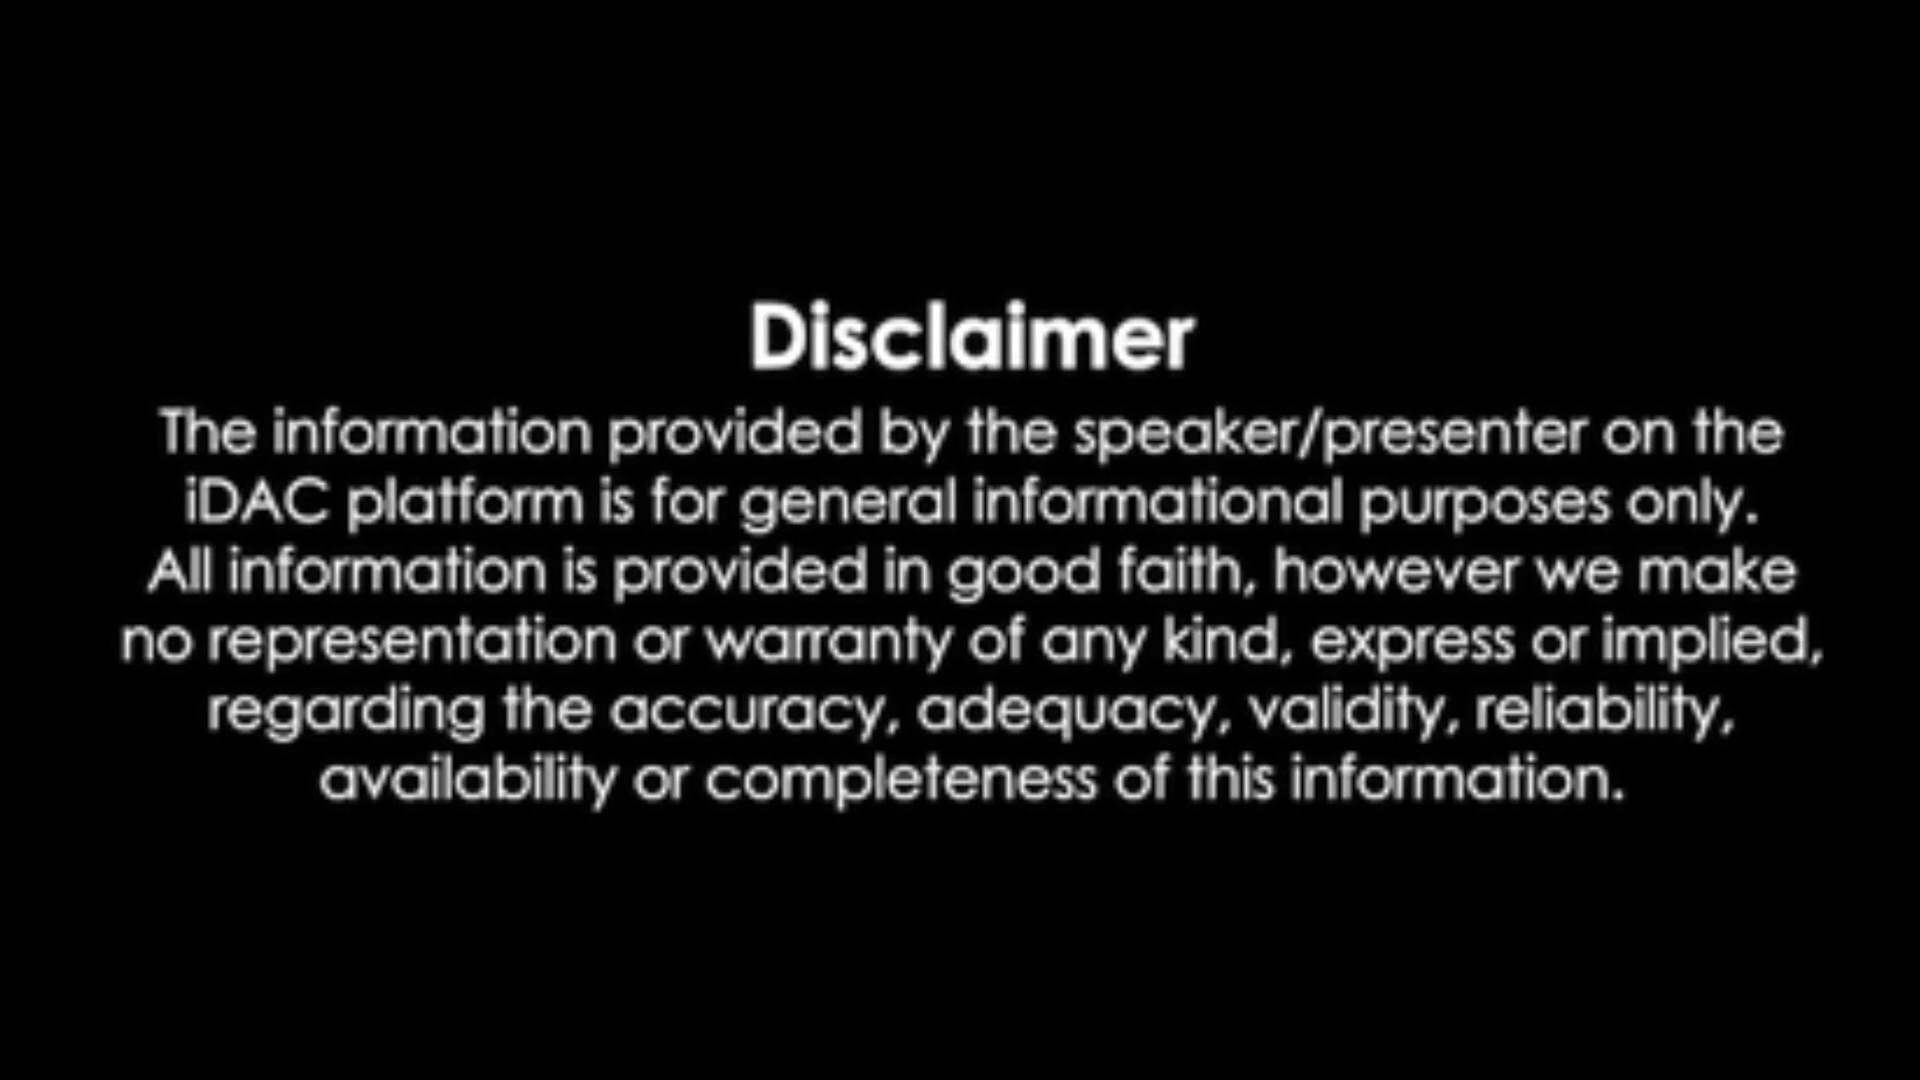 Disclaimer
The information provided by the speaker/presenter on the
iDAC platform is for general informational purposes only.
All information is provided in good faith, however we make
no representation or warranty of any kind, express or implied,
regarding the accuracy, adequacy, validity, reliability,
availability or completeness of this information.